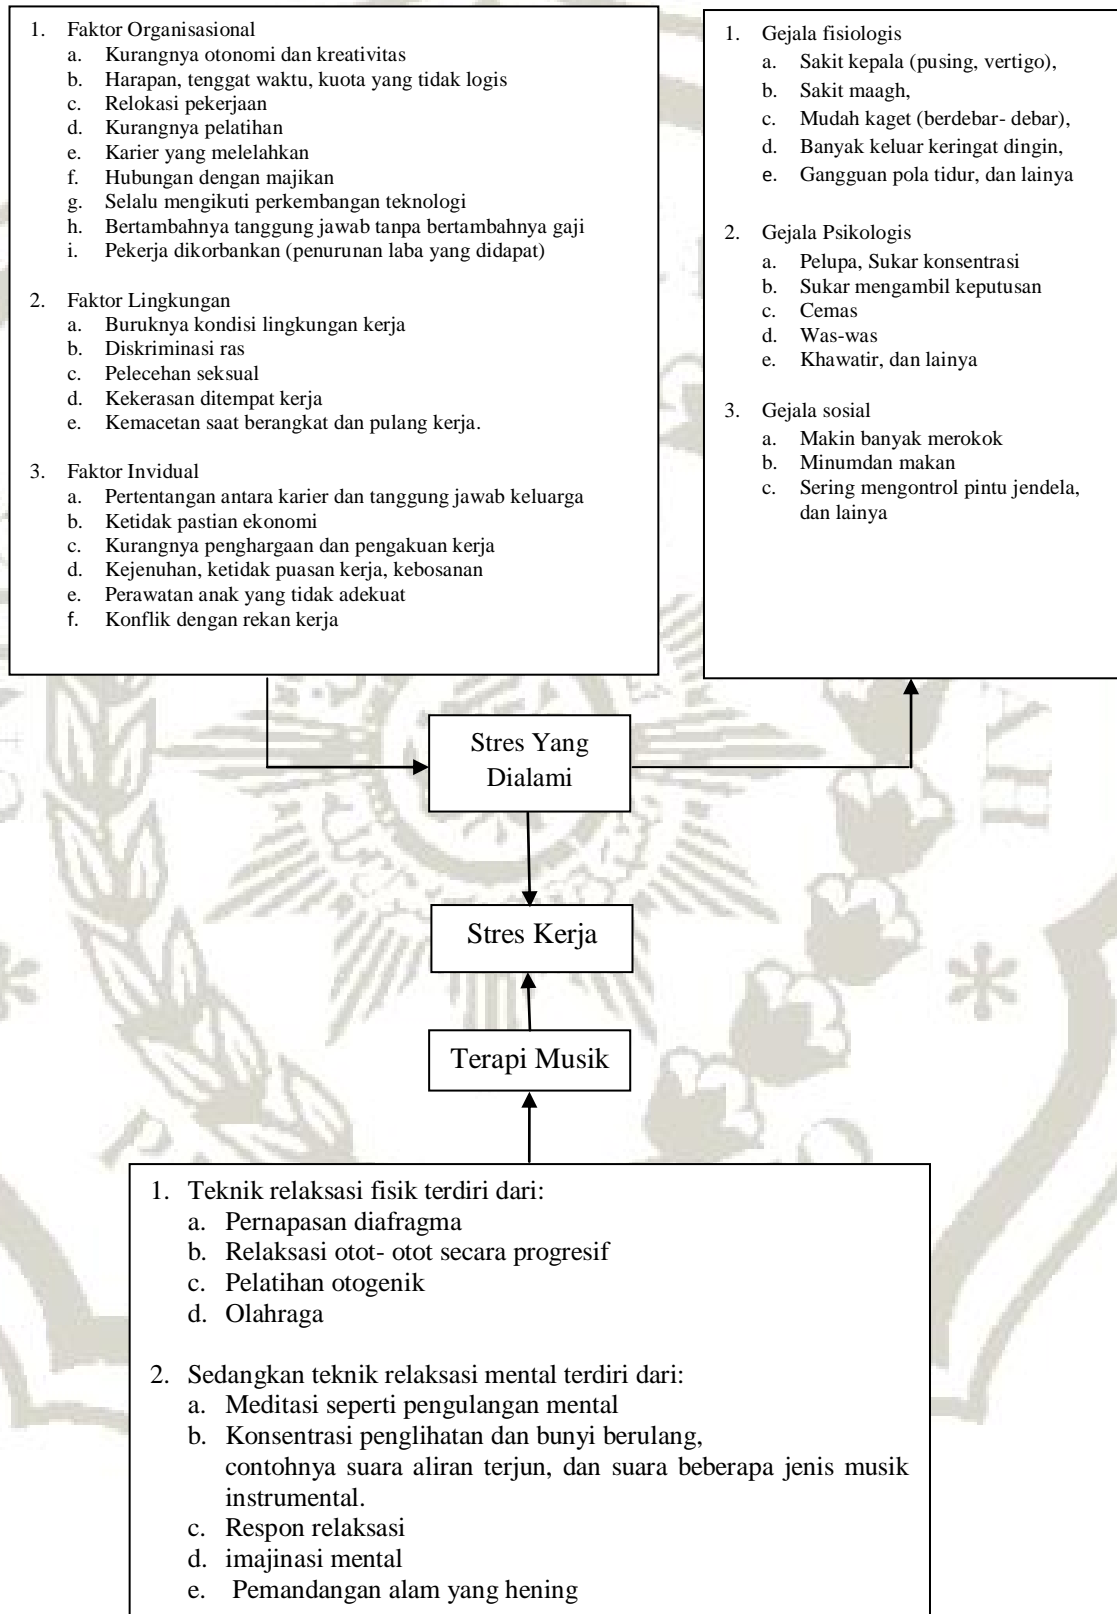 1. Faktor Organisasional
a. Kurangnya otonomi dan kreativitas
b. Harapan, tenggat waktu, kuota yang tidak logis
c. Relokasi pekerjaan
d. Kurangnya pelatihan
e. Karier yang melelahkan
f. Hubungan dengan majikan
g. Selalu mengikuti perkembangan teknologi
h. Bertambahnya tanggung jawab tanpa bertambahnya gaji
i. Pekerja dikorbankan (penurunan laba yang didapat)
2. Faktor Lingkungan
a. Buruknya kondisi lingkungan kerja
b. Diskriminasi ras
c. Pelecehan seksual
d. Kekerasan ditempat kerja
e. Kemacetan saat berangkat dan pulang kerja.
3. Faktor Invidual
a. Pertentangan antara karier dan tanggung jawab keluarga
b. Ketidak pastian ekonomi
c. Kurangnya penghargaan dan pengakuan kerja
d. Kejenuhan, ketidak puasan kerja, kebosanan
e. Perawatan anak yang tidak adekuat
f. Konflik dengan rekan kerja
1. Gejala fisiologis
a. Sakit kepala (pusing, vertigo),
b. Sakit maagh,
c. Mudah kaget (berdebar- debar),
d. Banyak keluar keringat dingin,
e. Gangguan pola tidur, dan lainya
2. Gejala Psikologis
a. Pelupa, Sukar konsentrasi
b. Sukar mengambil keputusan
c. Cemas
d. Was-was
e. Khawatir, dan lainya
3. Gejala sosial
a. Makin banyak merokok
b. Minumdan makan
c. Sering mengontrol pintu jendela,
dan lainya
Stres Yang
Dialami
Stres Kerja
Terapi Musik
1. Teknik relaksasi fisik terdiri dari:
a. Pernapasan diafragma
b. Relaksasi otot- otot secara progresif
c. Pelatihan otogenik
d. Olahraga
2. Sedangkan teknik relaksasi mental terdiri dari:
a. Meditasi seperti pengulangan mental
b. Konsentrasi penglihatan dan bunyi berulang,
contohnya suara aliran terjun, dan suara beberapa jenis musik
instrumental.
c. Respon relaksasi
d. imajinasi mental
e. Pemandangan alam yang hening